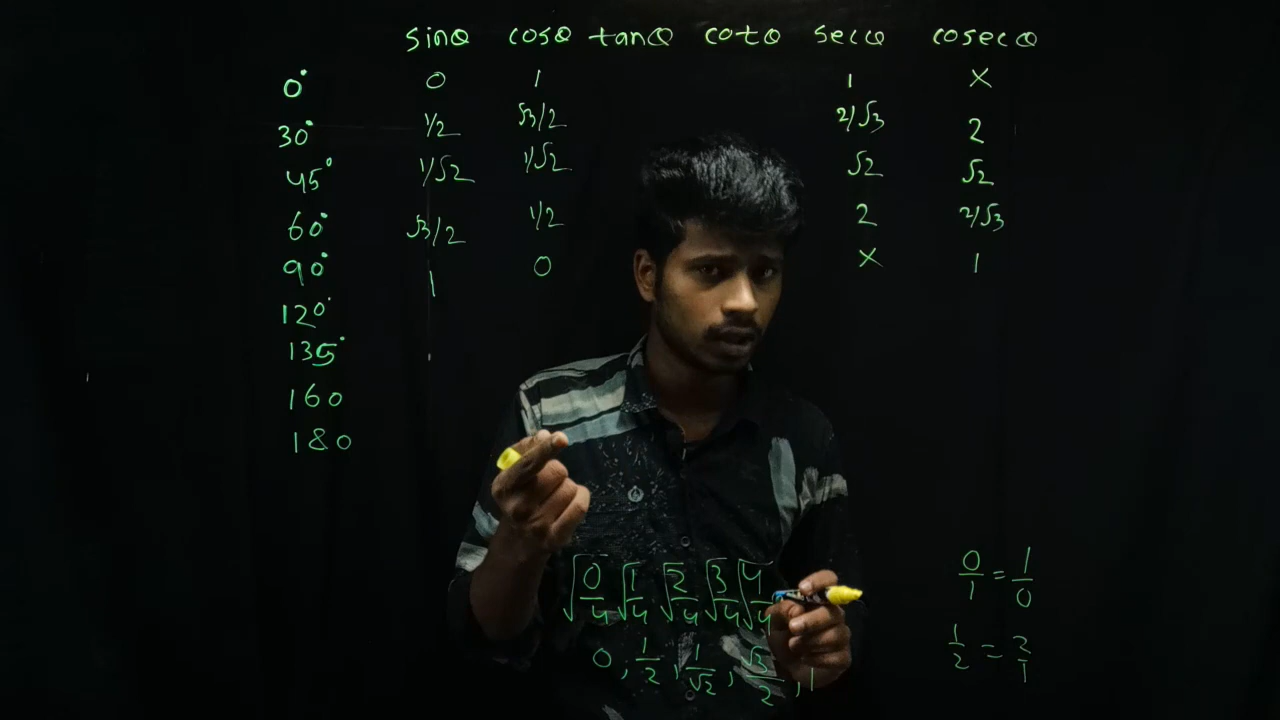 sinθ cosθ tanθ cotθ secθ cosecθ
0° 0 1 1 ×
30° 1/2 √3/2 2/√3 2
45° 1/√2 1/√2 √2 √2
60° √3/2 1/2 2 2/√3
90° 1 0 × 1
120°
135°
160
180
√0/4 √1/4 √2/4 √3/4 √4/4
0, 1/2, 1/√2, √3/2, 1
0/1 = 1/0
1/2 = 2/1